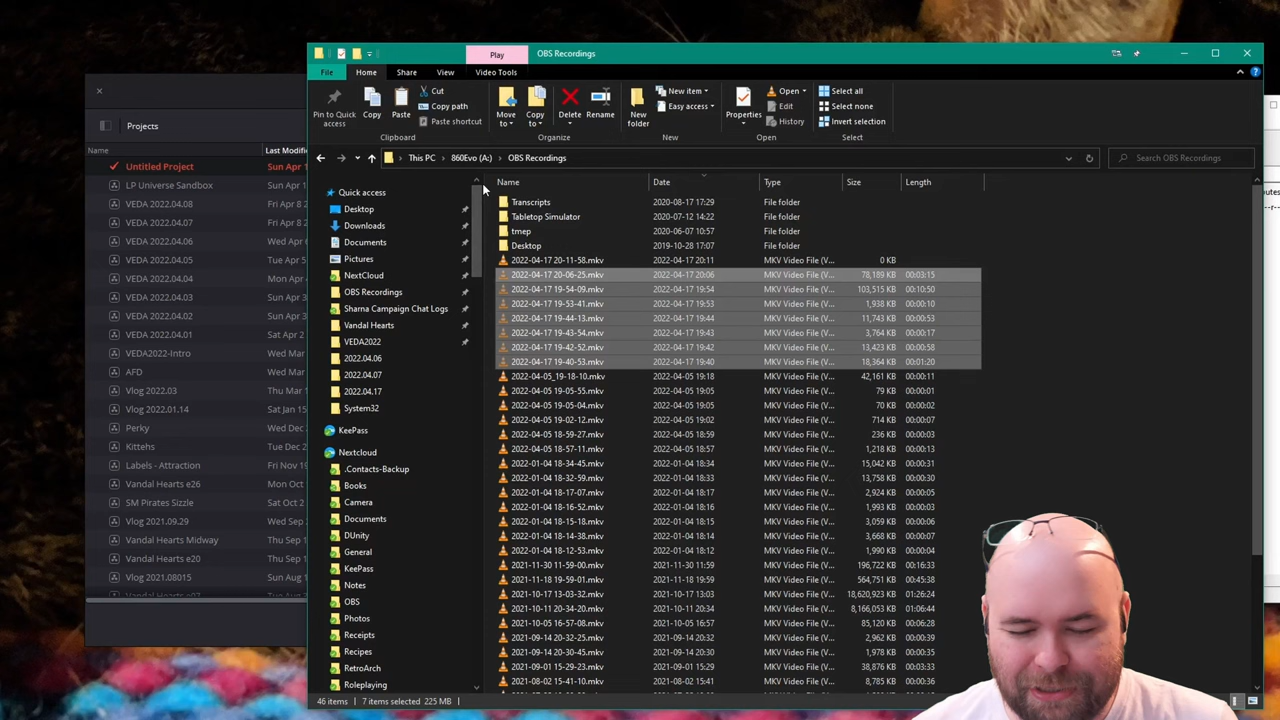 Play
OBS Recordings
File Home Share View Video Tools
Pin to Quick access
Copy
Paste
Cut
Copy path
Paste shortcut
Clipboard
Move to
Copy to
Delete
Rename
Organize
New folder
New item
Easy access
New
Properties
Open
Edit
History
Open
Select all
Select none
Invert selection
Select
This PC 860Evo (A:) OBS Recordings
Search OBS Recordings
Projects
Name Last Modifi
Untitled Project Sun Apr 1
LP Universe Sandbox Sun Apr 1
VEDA 2022.04.08 Fri Apr 8
VEDA 2022.04.07 Fri Apr 8
VEDA 2022.04.06 Wed Apr
VEDA 2022.04.05 Wed Apr 6
VEDA 2022.04.04 Tue Apr 5
VEDA 2022.04.03 Mon Apr 4
VEDA 2022.04.02 Sun Apr 3
VEDA 2022.04.01 Sat Apr 2
VEDA2022-Intro Thu Mar 3
AFD Thu Mar 3
Vlog 2022.03 Wed Mar 3
Vlog 2022.01.14 Sat Jan 15
Perky Wed Dec
Kittehs Tue Dec 2
Labels - Attraction Fri Nov 19
Vandal Hearts e26 Mon Oct
SM Pirates Sizzle Sat Oct 2
Vlog 2021.09.29 Wed Sep
Vandal Hearts Midway Thu Sep 1
Vandal Hearts e20 Thu Sep 1
Vlog 2021.08015 Sun Aug 1
Quick access
Desktop
Downloads
Documents
Pictures
NextCloud
OBS Recordings
Sharna Campaign Chat Logs
Vandal Hearts
VEDA2022
2022.04.06
2022.04.07
2022.04.17
System32
KeePass
Nextcloud
.Contacts-Backup
Books
Camera
Documents
DUnity
General
KeePass
Notes
OBS
Photos
Receipts
Recipes
RetroArch
Roleplaying
Name Date Type Size Length
Transcripts 2020-08-17 17:29 File folder
Tabletop Simulator 2020-07-12 14:22 File folder
tmep 2020-06-07 10:57 File folder
Desktop 2019-10-28 17:07 File folder
2022-04-17 20-11-58.mkv 2022-04-17 20:11 MKV Video File (V... 0 KB
2022-04-17 20-06-25.mkv 2022-04-17 20:06 MKV Video File (V... 78,189 KB 00:03:15
2022-04-17 19-54-09.mkv 2022-04-17 19:54 MKV Video File (V... 103,515 KB 00:10:50
2022-04-17 19-53-41.mkv 2022-04-17 19:53 MKV Video File (V... 1,938 KB 00:00:10
2022-04-17 19-44-13.mkv 2022-04-17 19:44 MKV Video File (V... 11,743 KB 00:00:53
2022-04-17 19-43-54.mkv 2022-04-17 19:43 MKV Video File (V... 3,764 KB 00:00:17
2022-04-17 19-42-52.mkv 2022-04-17 19:42 MKV Video File (V... 13,423 KB 00:00:58
2022-04-17 19-40-53.mkv 2022-04-17 19:40 MKV Video File (V... 18,364 KB 00:01:20
2022-04-05_19-18-10.mkv 2022-04-05 19:18 MKV Video File (V... 42,161 KB 00:00:11
2022-04-05 19-05-55.mkv 2022-04-05 19:05 MKV Video File (V... 79 KB 00:00:01
2022-04-05 19-05-04.mkv 2022-04-05 19:05 MKV Video File (V... 70 KB 00:00:02
2022-04-05 19-02-12.mkv 2022-04-05 19:02 MKV Video File (V... 714 KB 00:00:07
2022-04-05 18-59-27.mkv 2022-04-05 18:59 MKV Video File (V... 236 KB 00:00:03
2022-04-05 18-57-11.mkv 2022-04-05 18:57 MKV Video File (V... 1,218 KB 00:00:03
2022-01-04 18-34-45.mkv 2022-01-04 18:34 MKV Video File (V... 15,042 KB 00:00:31
2022-01-04 18-32-59.mkv 2022-01-04 18:33 MKV Video File (V... 13,758 KB 00:00:30
2022-01-04 18-17-07.mkv 2022-01-04 18:17 MKV Video File (V... 2,924 KB 00:00:05
2022-01-04 18-16-52.mkv 2022-01-04 18:16 MKV Video File (V... 1,993 KB 00:00:03
2022-01-04 18-15-18.mkv 2022-01-04 18:15 MKV Video File (V... 3,059 KB 00:00:06
2022-01-04 18-14-38.mkv 2022-01-04 18:14 MKV Video File (V... 3,668 KB 00:00:07
2022-01-04 18-12-53.mkv 2022-01-04 18:12 MKV Video File (V... 1,990 KB 00:00:04
2021-11-30 11-59-00.mkv 2021-11-30 11:59 MKV Video File (V... 196,722 KB 00:16:33
2021-11-18 19-59-01.mkv 2021-11-18 19:59 MKV Video File (V... 564,751 KB 00:45:38
2021-10-17 13-03-32.mkv 2021-10-17 13:03 MKV Video File (V... 18,620,923 KB 01:26:24
2021-10-11 20-34-20.mkv 2021-10-11 20:34 MKV Video File (V... 8,166,053 KB 01:06:44
2021-10-05 16-57-08.mkv 2021-10-05 16:57 MKV Video File (V... 85,120 KB 00:06:28
2021-09-14 20-32-25.mkv 2021-09-14 20:32 MKV Video File (V... 2,962 KB 00:00:39
2021-09-14 20-30-45.mkv 2021-09-14 20:30 MKV Video File (V... 1,978 KB 00:00:35
2021-09-01 15-29-23.mkv 2021-09-01 15:29 MKV Video File (V... 38,876 KB 00:03:33
2021-08-02 15-41-10.mkv 2021-08-02 15:41 MKV Video File (V... 8,785 KB 00:00:36
46 items 7 items selected 225 MB